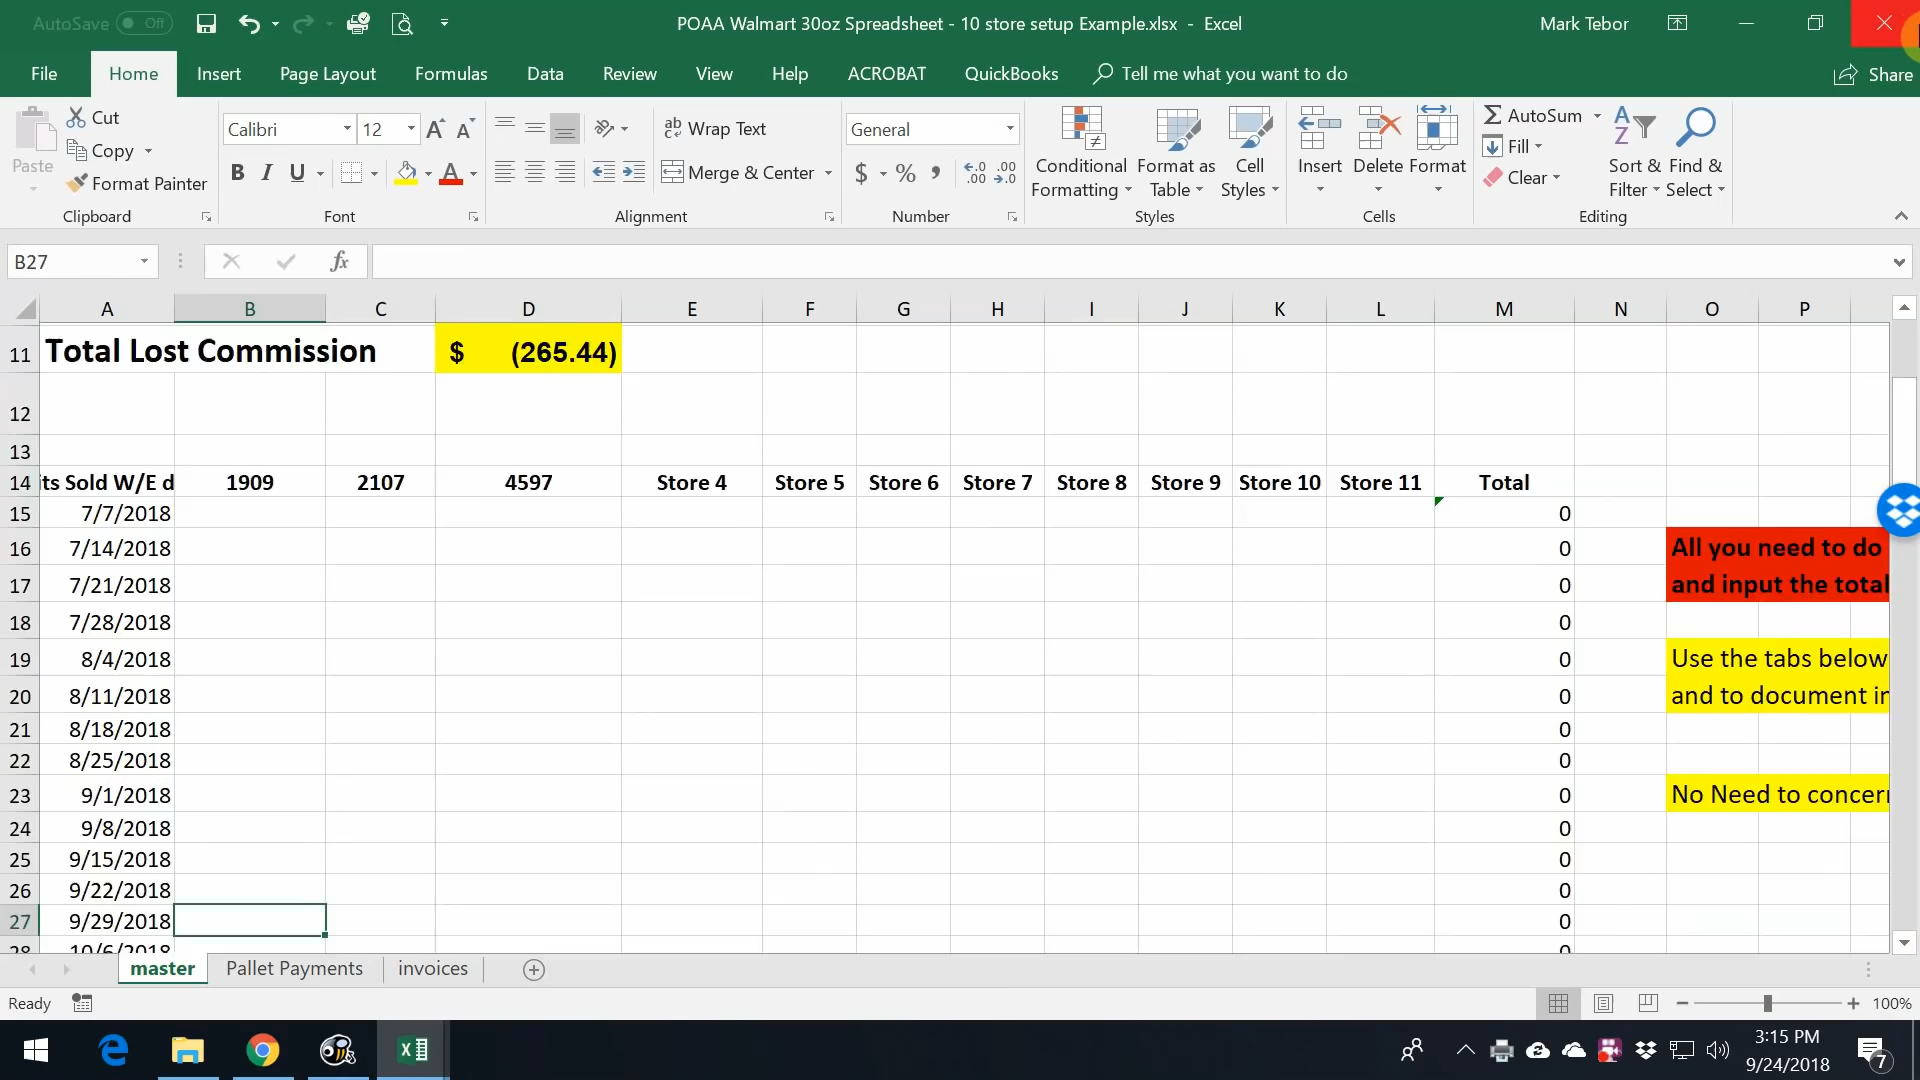 AutoSave Off
POAA Walmart 30oz Spreadsheet - 10 store setup Example.xlsx - Excel
Mark Tebor
File Home Insert Page Layout Formulas Data Review View Help ACROBAT QuickBooks Tell me what you want to do Share
Paste
Cut
Copy
Format Painter
Clipboard
Calibri 12
B I U
Font
Wrap Text
Merge & Center
Alignment
General
$ % ,
Number
Conditional Formatting
Format as Table
Cell Styles
Styles
Insert Delete Format
Cells
AutoSum
Fill
Clear
Sort & Filter
Find & Select
Editing
B27 fx
A B C D E F G H I J K L M N O P
11 Total Lost Commission $ (265.44)
12
13
14 its Sold W/E d 1909 2107 4597 Store 4 Store 5 Store 6 Store 7 Store 8 Store 9 Store 10 Store 11 Total
15 7/7/2018 0
16 7/14/2018 0 All you need to do
17 7/21/2018 0 and input the total
18 7/28/2018 0
19 8/4/2018 0 Use the tabs below
20 8/11/2018 0 and to document in
21 8/18/2018 0
22 8/25/2018 0
23 9/1/2018 0 No Need to concern
24 9/8/2018 0
25 9/15/2018 0
26 9/22/2018 0
27 9/29/2018 0
28 10/6/2018 0
master Pallet Payments invoices
Ready 100%
3:15 PM
9/24/2018
7